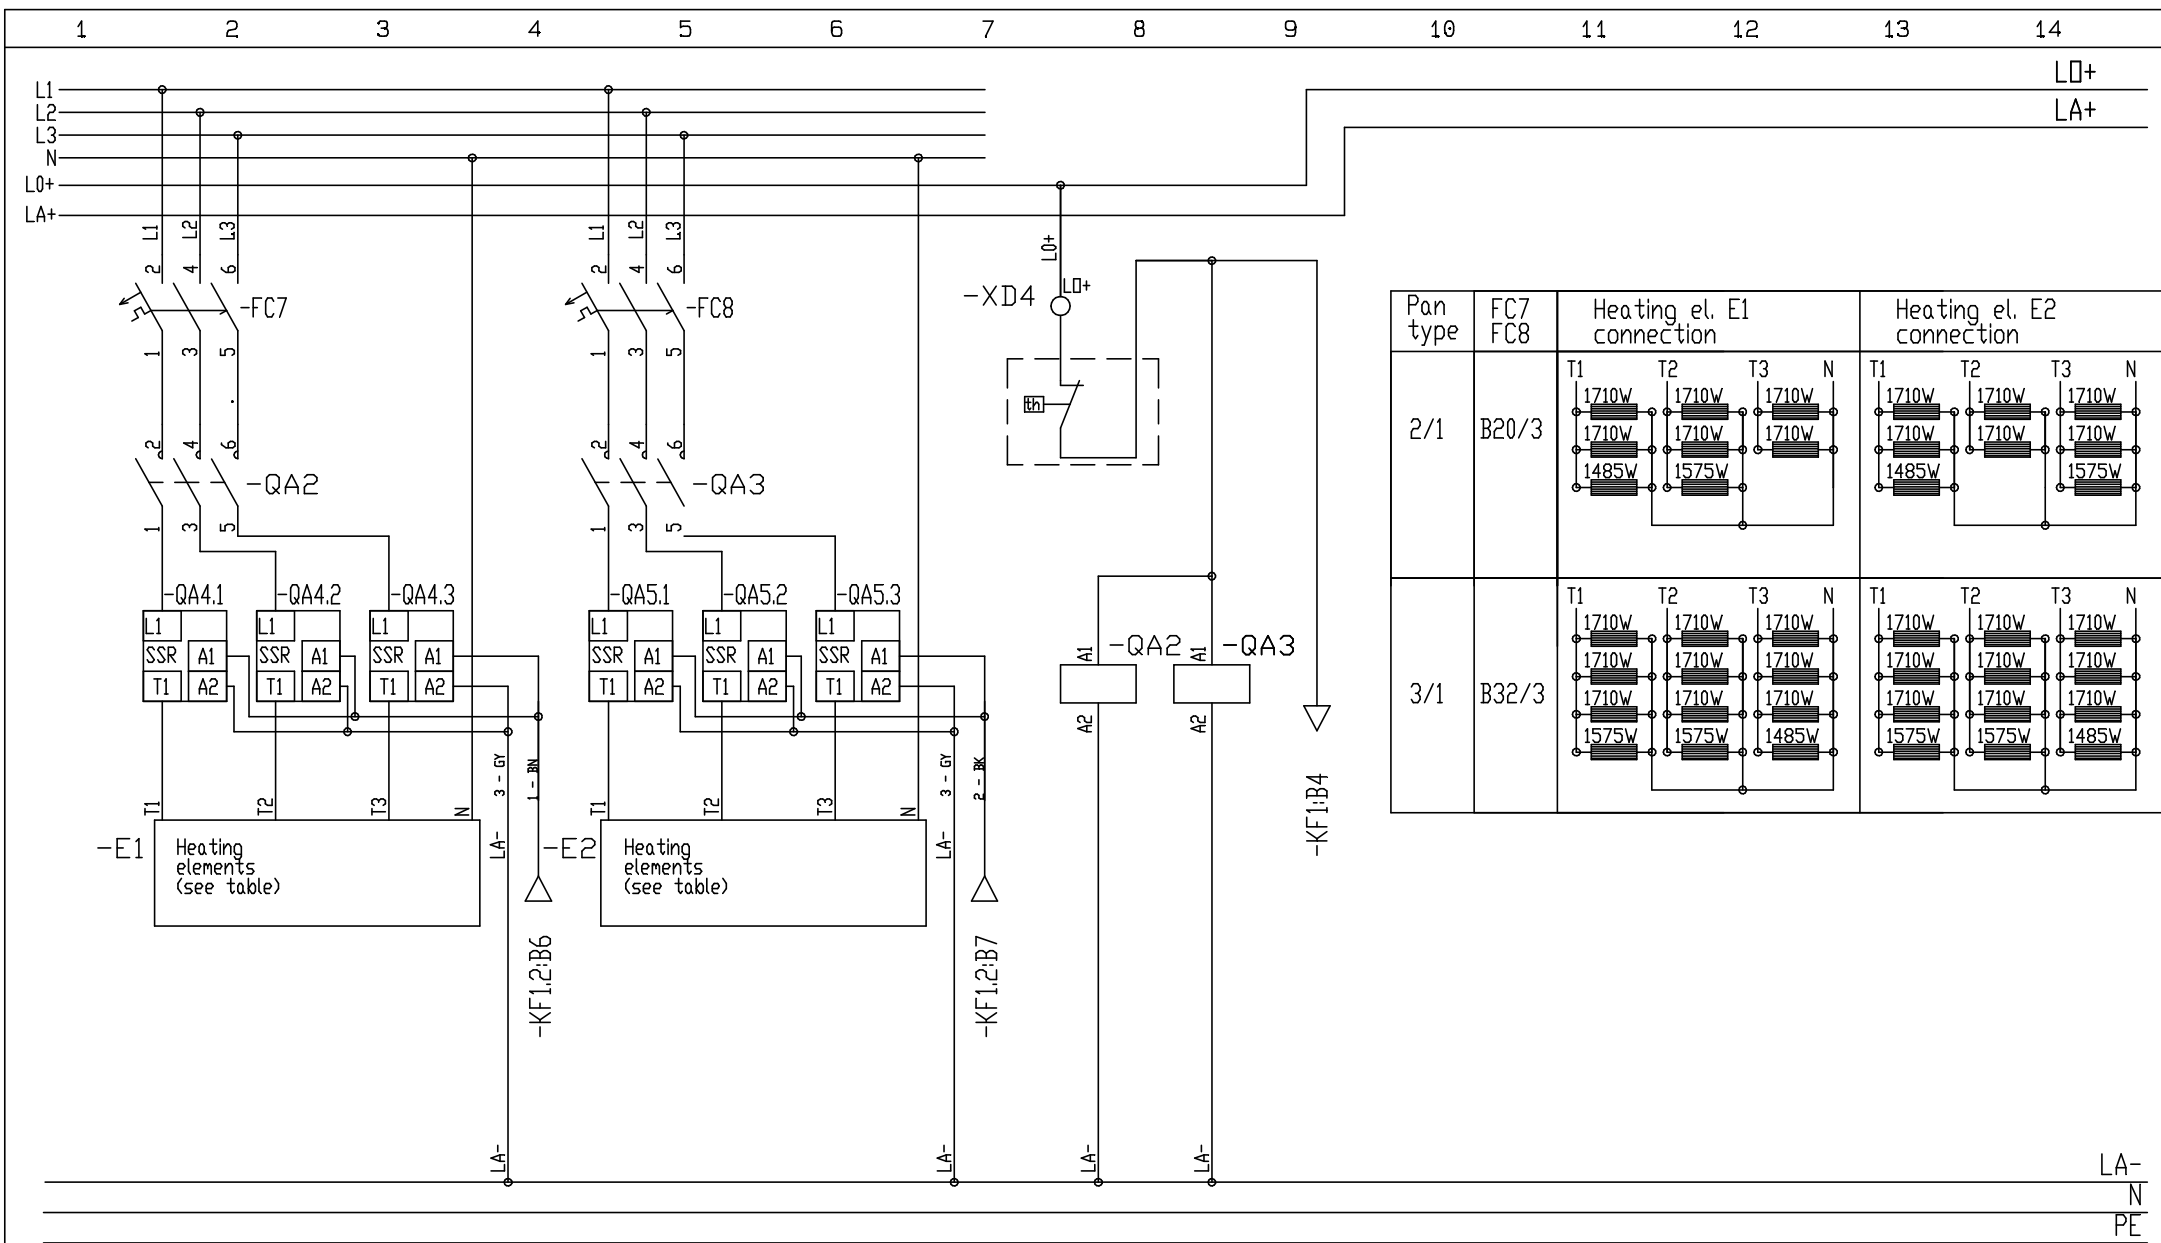 1 2 3 4 5 6 7 8 9 10 11 12 13 14
LO+
LA+
L1
L2
L3
N
L0+
LA+
L1 L2 L3
2 4 6
-FC7
1 3 5
2 4 6
-QA2
1 3 5
-QA4.1 -QA4.2 -QA4.3
L1 L1 L1
SSR A1 SSR A1 SSR A1
T1 A2 T1 A2 T1 A2
T1 T2 T3 N
3 - GY
1 - BN
LA-
-E1
Heating
elements
(see table)
-KF1.2:B6
LA-
L1 L2 L3
2 4 6
-FC8
1 3 5
2 4 6
-QA3
1 3 5
-QA5.1 -QA5.2 -QA5.3
L1 L1 L1
SSR A1 SSR A1 SSR A1
T1 A2 T1 A2 T1 A2
T1 T2 T3 N
3 - GY
2 - BK
LA-
-E2
Heating
elements
(see table)
-KF1.2:B7
LA-
L0+
LO+
-XD4
th
A1 -QA2 A1 -QA3
A2 A2
-KF1:B4
LA- LA-
Pan
type
FC7
FC8
Heating el. E1
connection
Heating el. E2
connection
2/1 B20/3
T1 T2 T3 N
1710W 1710W 1710W
1710W 1710W 1710W
1485W 1575W
T1 T2 T3 N
1710W 1710W 1710W
1710W 1710W 1710W
1485W 1575W
3/1 B32/3
T1 T2 T3 N
1710W 1710W 1710W
1710W 1710W 1710W
1710W 1710W 1710W
1575W 1575W 1485W
T1 T2 T3 N
1710W 1710W 1710W
1710W 1710W 1710W
1710W 1710W 1710W
1575W 1575W 1485W
LA-
N
PE